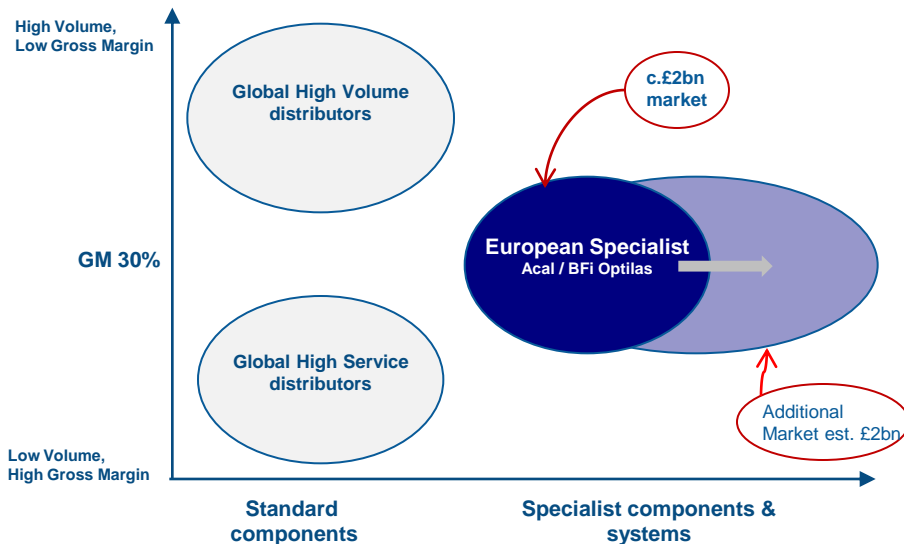 High Volume,
Low Gross Margin
Global High Volume
distributors
c.£2bn
market
GM 30%
European Specialist
Acal / BFi Optilas
Global High Service
distributors
Additional
Market est. £2bn
Low Volume,
High Gross Margin
Standard
components
Specialist components &
systems